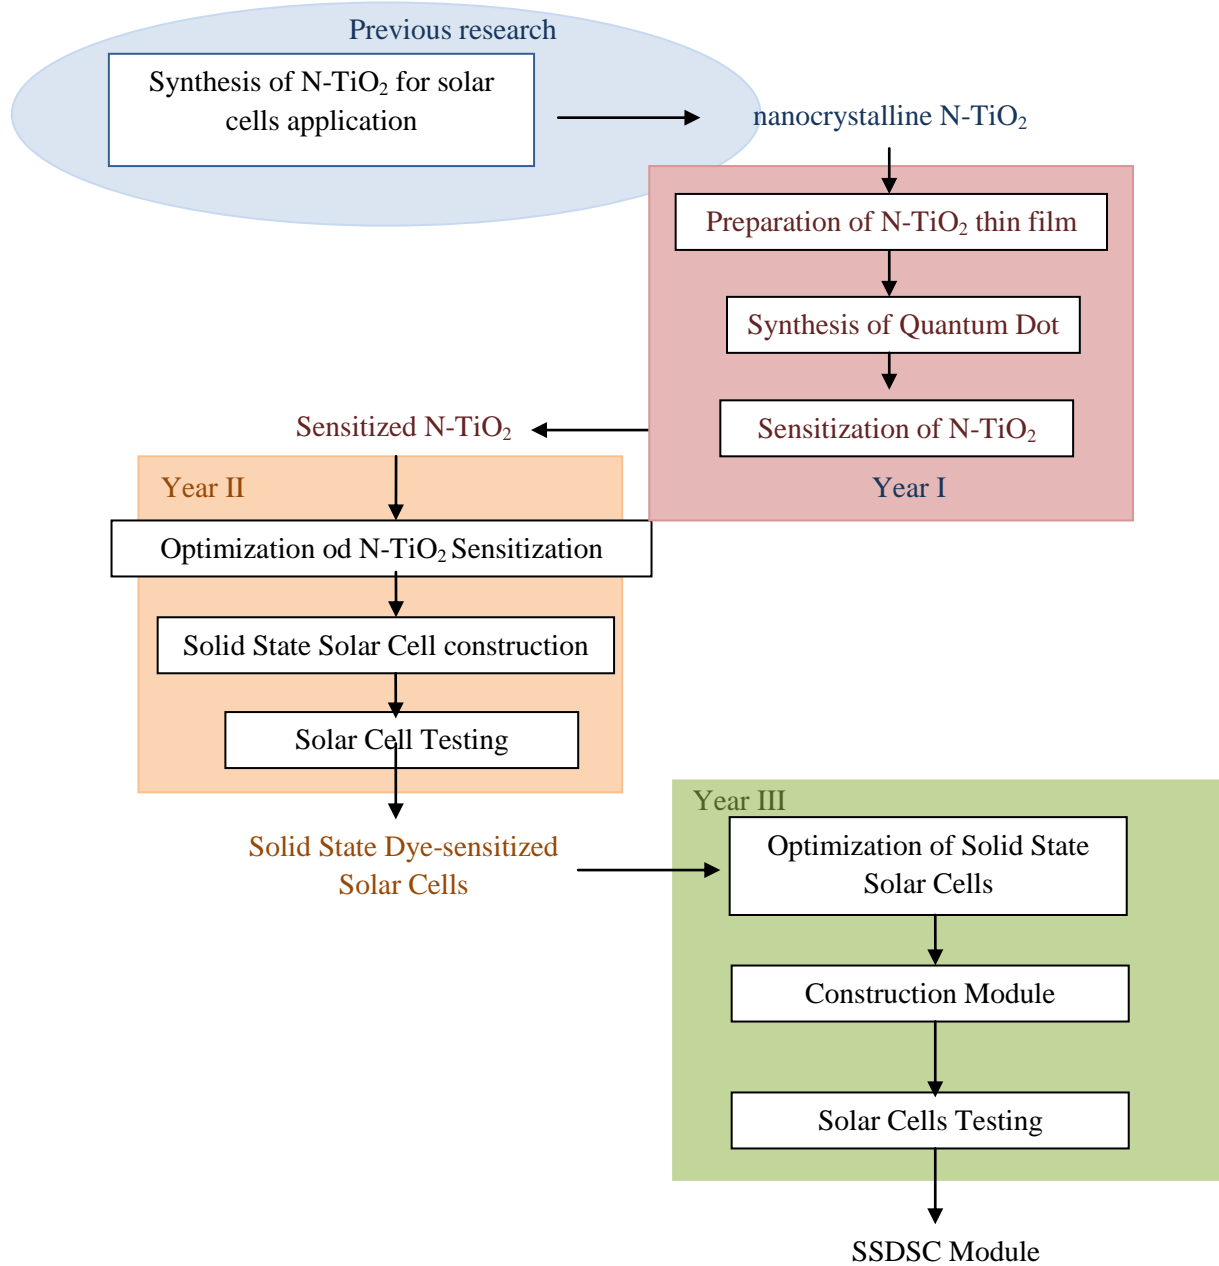 Previous research
Synthesis of N-TiO₂ for solar
cells application
nanocrystalline N-TiO₂
Preparation of N-TiO₂ thin film
Synthesis of Quantum Dot
Sensitization of N-TiO₂
Year I
Sensitized N-TiO₂
Year II
Optimization od N-TiO₂ Sensitization
Solid State Solar Cell construction
Solar Cell Testing
Solid State Dye-sensitized
Solar Cells
Year III
Optimization of Solid State
Solar Cells
Construction Module
Solar Cells Testing
SSDSC Module